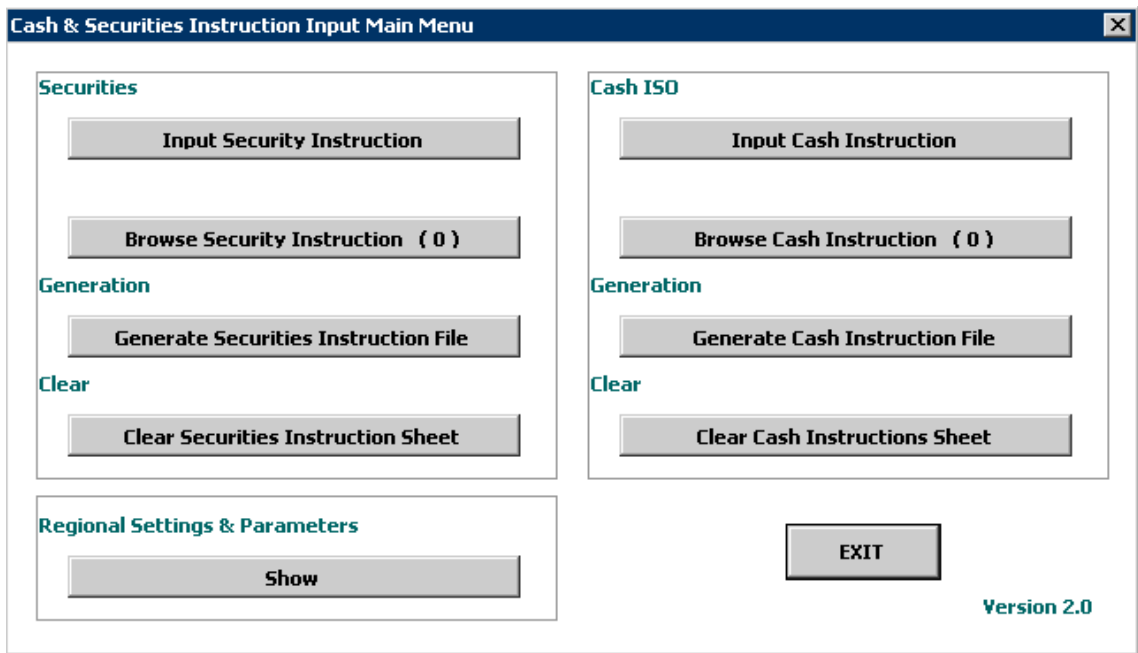 Cash & Securities Instruction Input Main Menu
Securities
Input Security Instruction
Browse Security Instruction ( 0 )
Generation
Generate Securities Instruction File
Clear
Clear Securities Instruction Sheet
Cash ISO
Input Cash Instruction
Browse Cash Instruction ( 0 )
Generation
Generate Cash Instruction File
Clear
Clear Cash Instructions Sheet
Regional Settings & Parameters
Show
EXIT
Version 2.0